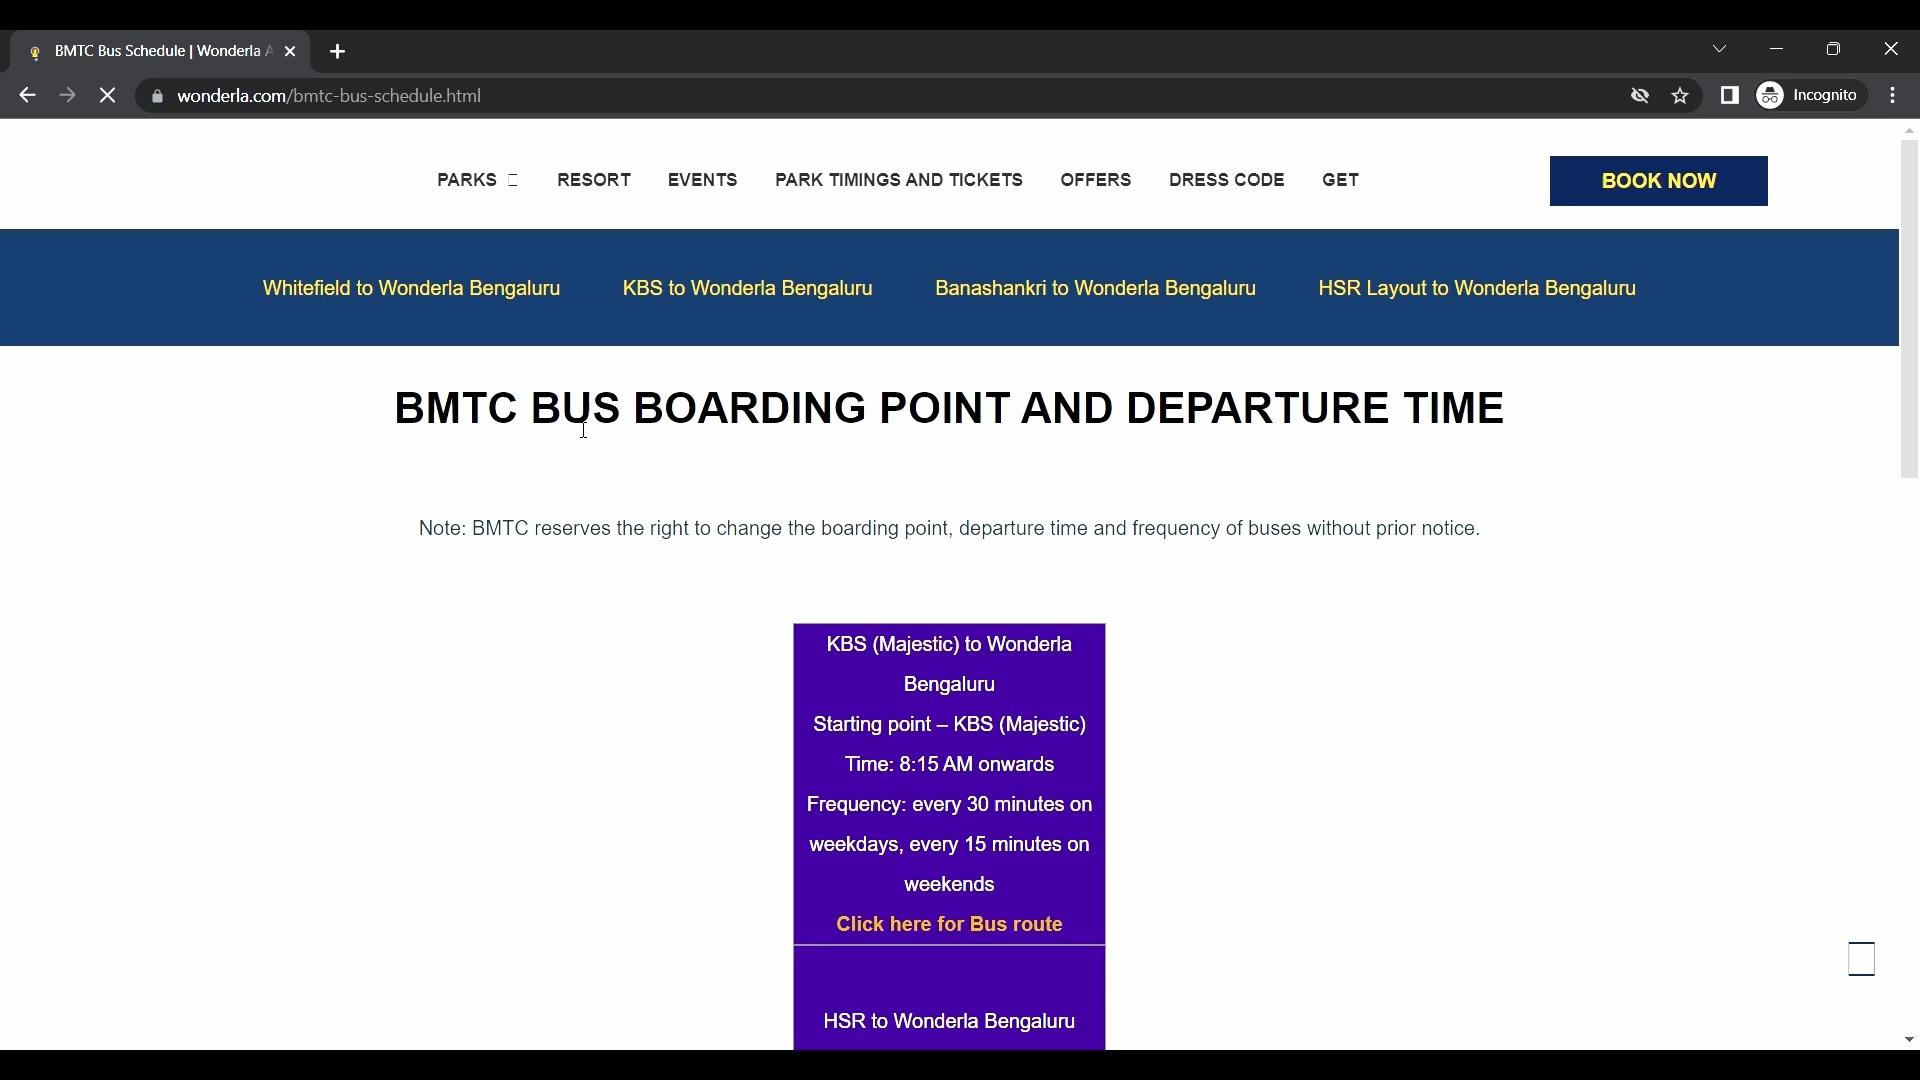 BMTC Bus Schedule | Wonderla A
wonderla.com/bmtc-bus-schedule.html
Incognito
PARKS RESORT EVENTS PARK TIMINGS AND TICKETS OFFERS DRESS CODE GET
BOOK NOW
Whitefield to Wonderla Bengaluru KBS to Wonderla Bengaluru Banashankri to Wonderla Bengaluru HSR Layout to Wonderla Bengaluru
BMTC BUS BOARDING POINT AND DEPARTURE TIME
Note: BMTC reserves the right to change the boarding point, departure time and frequency of buses without prior notice.
KBS (Majestic) to Wonderla
Bengaluru
Starting point – KBS (Majestic)
Time: 8:15 AM onwards
Frequency: every 30 minutes on
weekdays, every 15 minutes on
weekends
Click here for Bus route
HSR to Wonderla Bengaluru